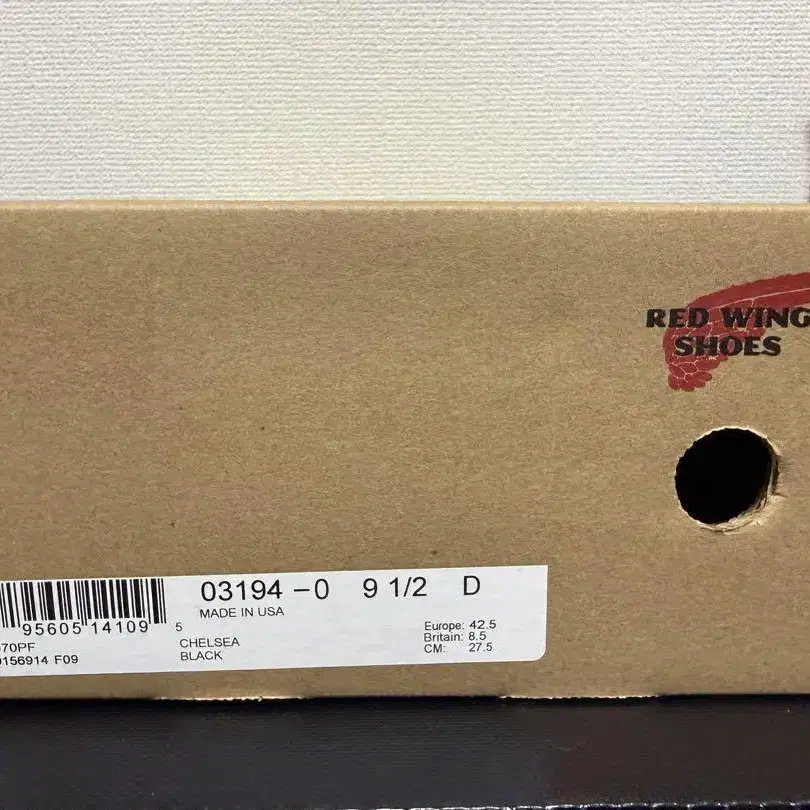 RED WING
SHOES
03194-0 9 1/2 D
MADE IN USA
95605 14109 5
CHELSEA
BLACK
Europe: 42.5
Britain: 8.5
CM: 27.5
70PF
0156914 F09